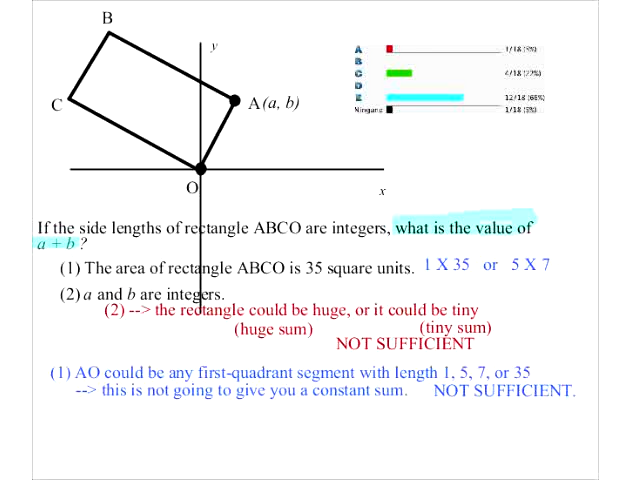 B
y
A
B
C
D
E
Ningano
1/18 (5%)
4/18 (22%)
12/18 (66%)
1/18 (5%)
C
A (a, b)
O
x
If the side lengths of rectangle ABCO are integers, what is the value of
a + b ?
(1) The area of rectangle ABCO is 35 square units. 1 X 35 or 5 X 7
(2) a and b are integers.
(2) --> the rectangle could be huge, or it could be tiny
(huge sum) (tiny sum)
NOT SUFFICIENT
(1) AO could be any first-quadrant segment with length 1, 5, 7, or 35
--> this is not going to give you a constant sum. NOT SUFFICIENT.